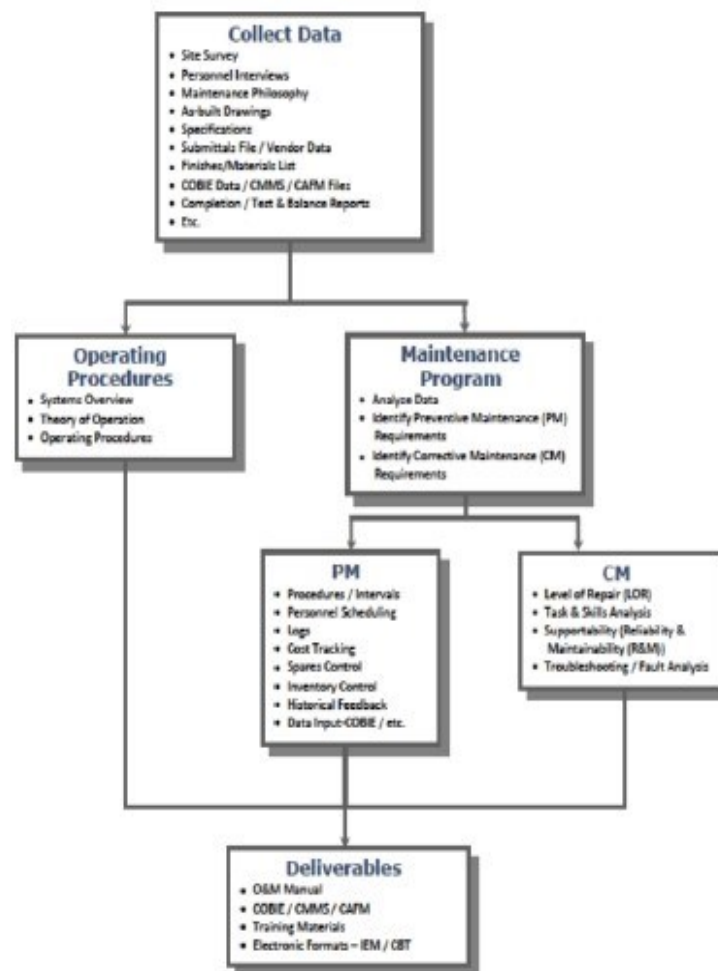 Collect Data
• Site Survey
• Personnel Interviews
• Maintenance Philosophy
• As-built Drawings
• Specifications
• Submittals File / Vendor Data
• Finishes/Materials List
• COBIE Data / CMMS / CAFM Files
• Completion / Test & Balance Reports
• Etc.
Operating
Procedures
• Systems Overview
• Theory of Operation
• Operating Procedures
Maintenance
Program
• Analyze Data
• Identify Preventive Maintenance (PM)
Requirements
• Identify Corrective Maintenance (CM)
Requirements
PM
• Procedures / Intervals
• Personnel Scheduling
• Logs
• Cost Tracking
• Spares Control
• Inventory Control
• Historical Feedback
• Data Input-COBIE / etc.
CM
• Level of Repair (LOR)
• Task & Skills Analysis
• Supportability (Reliability &
Maintainability (R&M))
• Troubleshooting / Fault Analysis
Deliverables
• O&M Manual
• COBIE / CMMS / CAFM
• Training Materials
• Electronic Formats – IEM / CBT